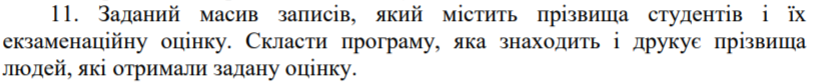 11. Заданий масив записів, який містить прізвища студентів і їх
екзаменаційну оцінку. Скласти програму, яка знаходить і друкує прізвища
людей, які отримали задану оцінку.